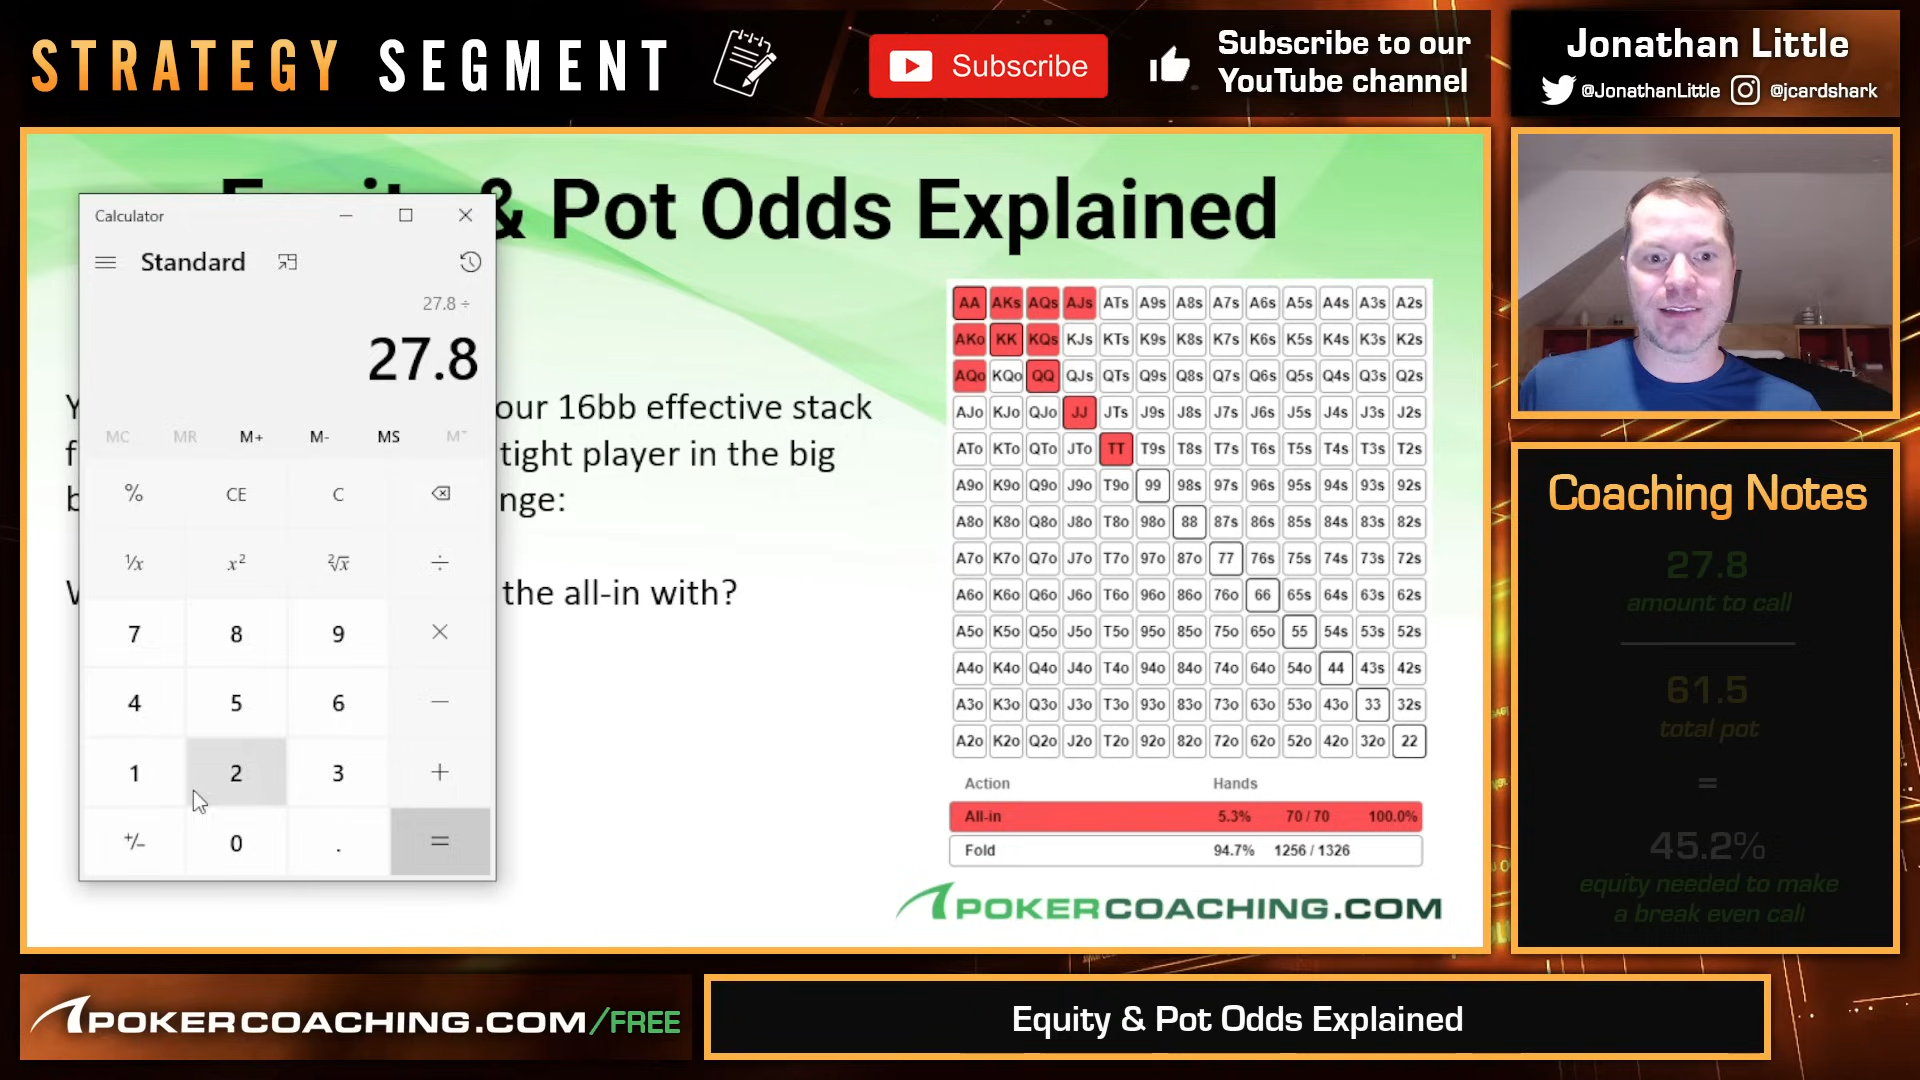 STRATEGY SEGMENT
Subscribe
Subscribe to our
YouTube channel
Jonathan Little
@JonathanLittle @jcardshark
& Pot Odds Explained
Calculator
Standard
27.8 ÷
27.8
MC MR M+ M- MS M˅
% CE C
⅟x x² ²√x ÷
7 8 9 ×
4 5 6 −
1 2 3 +
+/− 0 . =
our 16bb effective stack
tight player in the big
nge:
the all-in with?
AA AKs AQs AJs ATs A9s A8s A7s A6s A5s A4s A3s A2s
AKo KK KQs KJs KTs K9s K8s K7s K6s K5s K4s K3s K2s
AQo KQo QQ QJs QTs Q9s Q8s Q7s Q6s Q5s Q4s Q3s Q2s
AJo KJo QJo JJ JTs J9s J8s J7s J6s J5s J4s J3s J2s
ATo KTo QTo JTo TT T9s T8s T7s T6s T5s T4s T3s T2s
A9o K9o Q9o J9o T9o 99 98s 97s 96s 95s 94s 93s 92s
A8o K8o Q8o J8o T8o 98o 88 87s 86s 85s 84s 83s 82s
A7o K7o Q7o J7o T7o 97o 87o 77 76s 75s 74s 73s 72s
A6o K6o Q6o J6o T6o 96o 86o 76o 66 65s 64s 63s 62s
A5o K5o Q5o J5o T5o 95o 85o 75o 65o 55 54s 53s 52s
A4o K4o Q4o J4o T4o 94o 84o 74o 64o 54o 44 43s 42s
A3o K3o Q3o J3o T3o 93o 83o 73o 63o 53o 43o 33 32s
A2o K2o Q2o J2o T2o 92o 82o 72o 62o 52o 42o 32o 22
Action Hands
All-in 5.3% 70 / 70 100.0%
Fold 94.7% 1256 / 1326
POKERCOACHING.COM
Coaching Notes
27.8
amount to call
61.5
total pot
=
45.2%
equity needed to make
a break even call
POKERCOACHING.COM/FREE
Equity & Pot Odds Explained